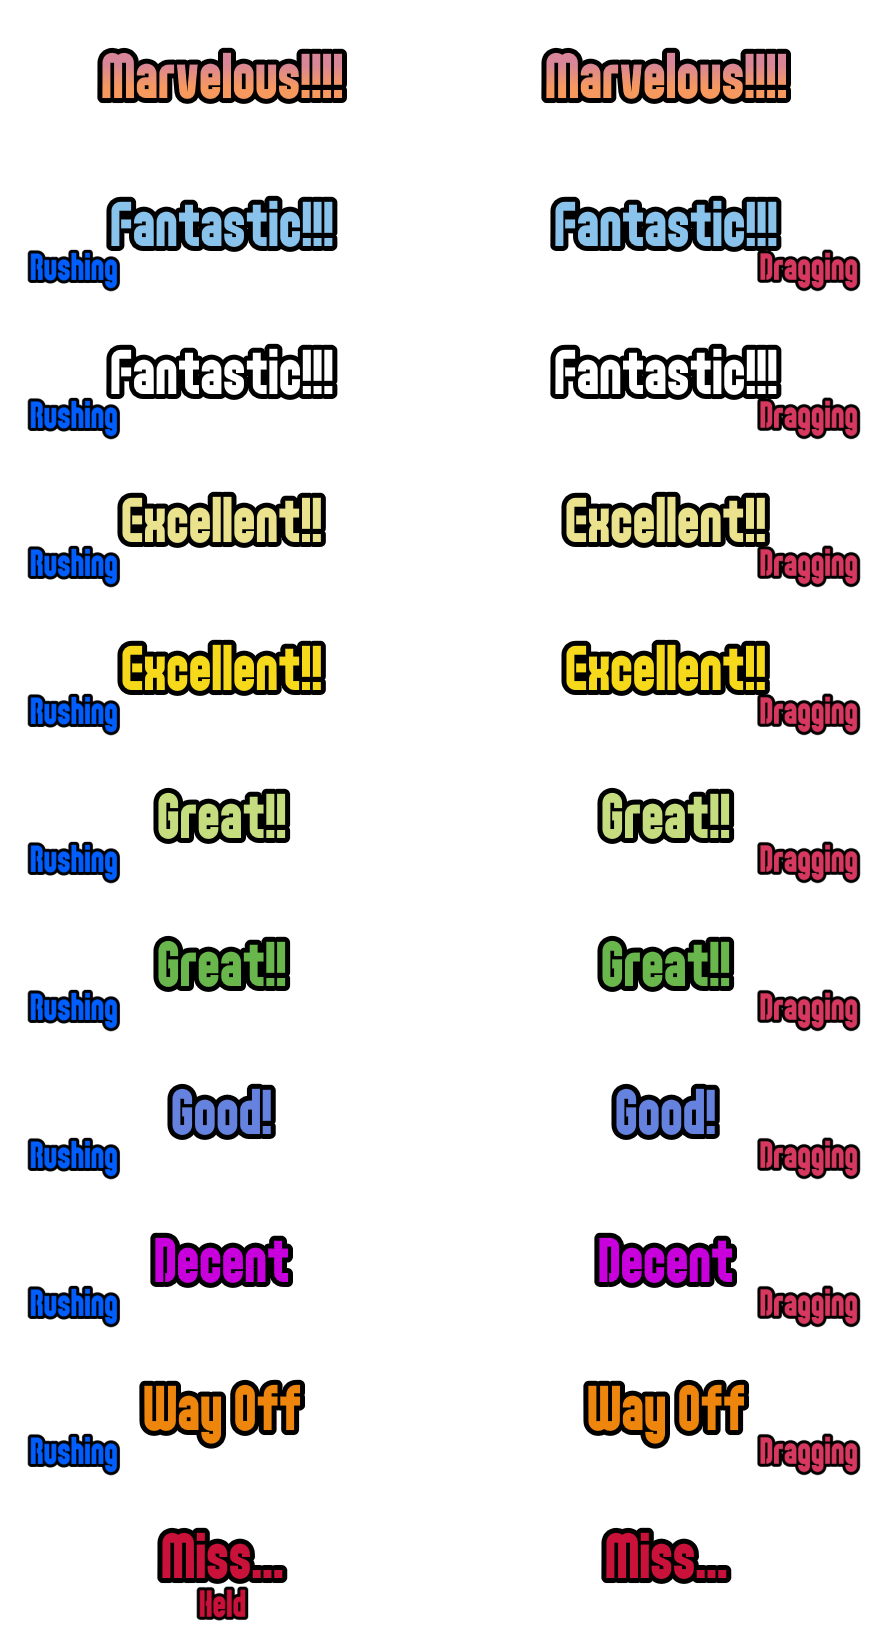 Marvelous!!!! Marvelous!!!!
Fantastic!!! Fantastic!!!
Rushing Dragging
Fantastic!!! Fantastic!!!
Rushing Dragging
Excellent!! Excellent!!
Rushing Dragging
Excellent!! Excellent!!
Rushing Dragging
Great!! Great!!
Rushing Dragging
Great!! Great!!
Rushing Dragging
Good! Good!
Rushing Dragging
Decent Decent
Rushing Dragging
Way Off Way Off
Rushing Dragging
Miss... Miss...
Held